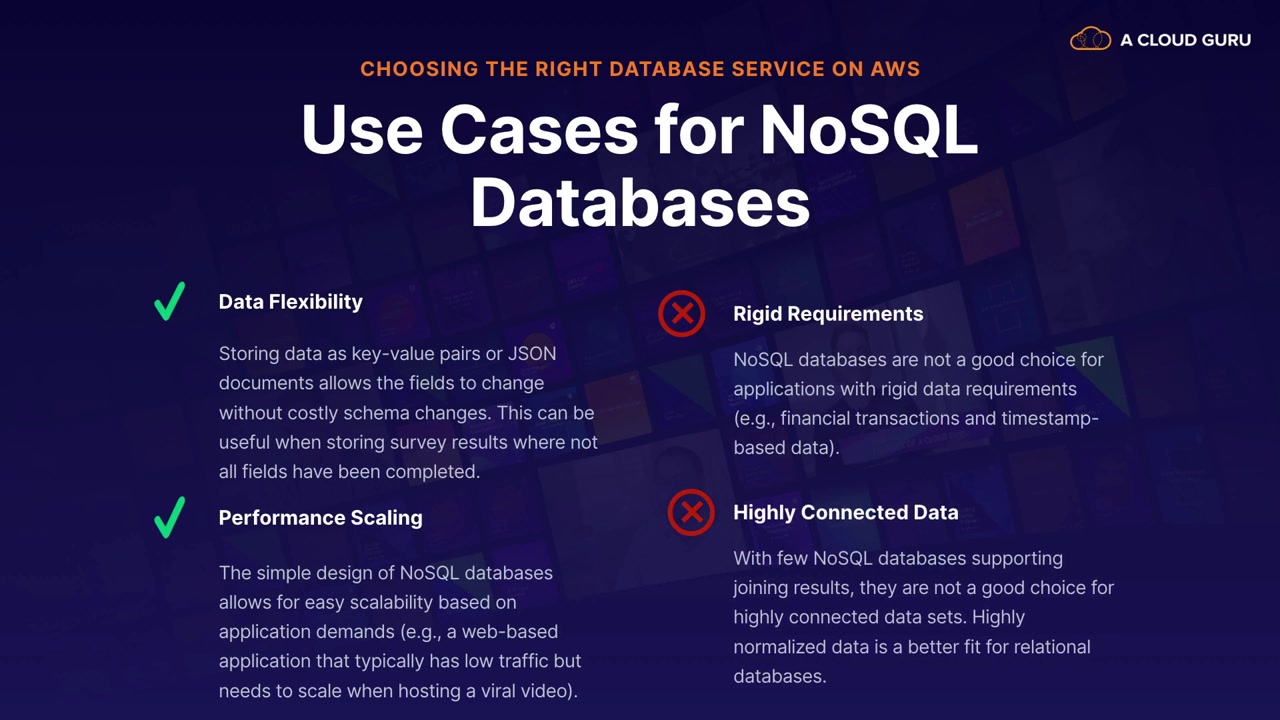 A CLOUD GURU
CHOOSING THE RIGHT DATABASE SERVICE ON AWS
Use Cases for NoSQL
Databases
Data Flexibility
Storing data as key-value pairs or JSON
documents allows the fields to change
without costly schema changes. This can be
useful when storing survey results where not
all fields have been completed.
Performance Scaling
The simple design of NoSQL databases
allows for easy scalability based on
application demands (e.g., a web-based
application that typically has low traffic but
needs to scale when hosting a viral video).
Rigid Requirements
NoSQL databases are not a good choice for
applications with rigid data requirements
(e.g., financial transactions and timestamp-
based data).
Highly Connected Data
With few NoSQL databases supporting
joining results, they are not a good choice for
highly connected data sets. Highly
normalized data is a better fit for relational
databases.